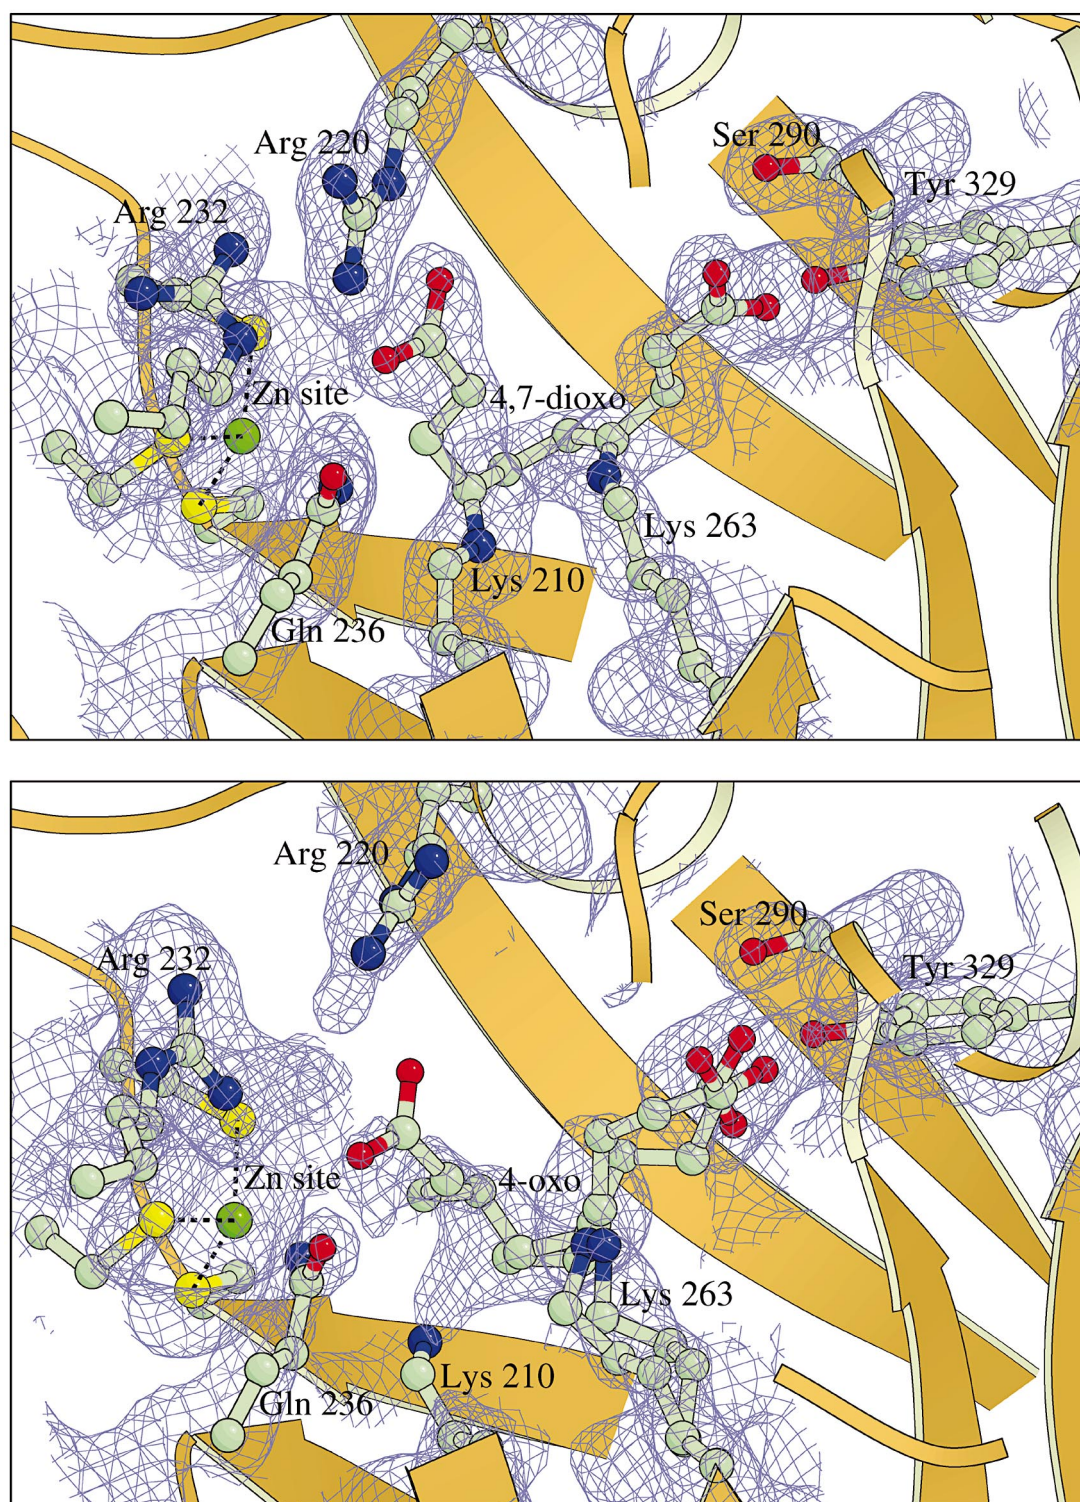 Arg 220
Ser 290
Tyr 329
Arg 232
Zn site
4,7-dioxo
Lys 263
Lys 210
Gln 236
Arg 220
Ser 290
Arg 232
Tyr 329
Zn site
4-oxo
Lys 263
Lys 210
Gln 236